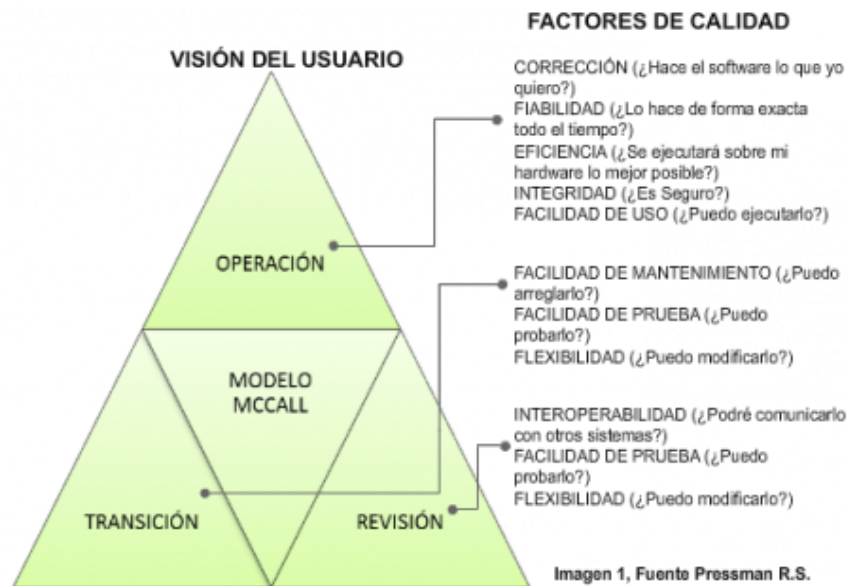 FACTORES DE CALIDAD
VISIÓN DEL USUARIO
CORRECCIÓN (¿Hace el software lo que yo
quiero?)
FIABILIDAD (¿Lo hace de forma exacta
todo el tiempo?)
EFICIENCIA (¿Se ejecutará sobre mi
hardware lo mejor posible?)
INTEGRIDAD (¿Es Seguro?)
FACILIDAD DE USO (¿Puedo ejecutarlo?)
OPERACIÓN
FACILIDAD DE MANTENIMIENTO (¿Puedo
arreglarlo?)
FACILIDAD DE PRUEBA (¿Puedo
probarlo?)
FLEXIBILIDAD (¿Puedo modificarlo?)
MODELO
MCCALL
INTEROPERABILIDAD (¿Podré comunicarlo
con otros sistemas?)
FACILIDAD DE PRUEBA (¿Puedo
probarlo?)
FLEXIBILIDAD (¿Puedo modificarlo?)
TRANSICIÓN
REVISIÓN
Imagen 1, Fuente Pressman R.S.